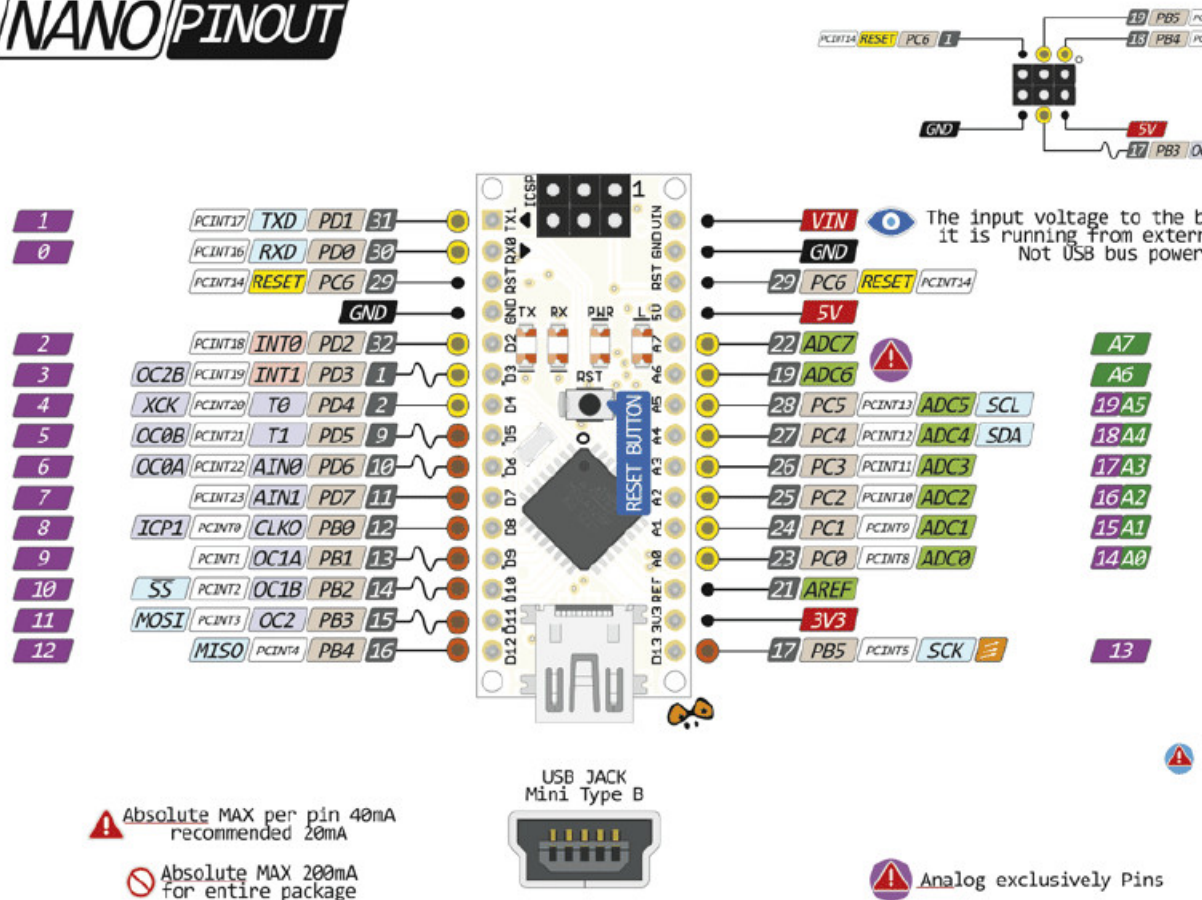 NANO PINOUT
PCINT14 RESET PC6 1
19 PB5
18 PB4
GND
5V
17 PB3
1 PCINT17 TXD PD1 31
0 PCINT16 RXD PD0 30
PCINT14 RESET PC6 29
GND
2 PCINT18 INT0 PD2 32
3 OC2B PCINT19 INT1 PD3 1
4 XCK PCINT20 T0 PD4 2
5 OC0B PCINT21 T1 PD5 9
6 OC0A PCINT22 AIN0 PD6 10
7 PCINT23 AIN1 PD7 11
8 ICP1 PCINT0 CLKO PB0 12
9 PCINT1 OC1A PB1 13
10 SS PCINT2 OC1B PB2 14
11 MOSI PCINT3 OC2 PB3 15
12 MISO PCINT4 PB4 16
ICSP
1
TX1
RX0
RST
GND
D2
D3
D4
D5
D6
D7
D8
D9
D10
D11
D12
TX RX PWR L
RST
RESET BUTTON
VIN
GND
RST
5V
A7
A6
A5
A4
A3
A2
A1
A0
REF
3V3
D13
VIN
The input voltage to the b
it is running from extern
Not USB bus power
GND
29 PC6 RESET PCINT14
5V
22 ADC7 A7
19 ADC6 A6
28 PC5 PCINT13 ADC5 SCL 19 A5
27 PC4 PCINT12 ADC4 SDA 18 A4
26 PC3 PCINT11 ADC3 17 A3
25 PC2 PCINT10 ADC2 16 A2
24 PC1 PCINT9 ADC1 15 A1
23 PC0 PCINT8 ADC0 14 A0
21 AREF
3V3
17 PB5 PCINT5 SCK 13
USB JACK
Mini Type B
Absolute MAX per pin 40mA
recommended 20mA
Absolute MAX 200mA
for entire package
Analog exclusively Pins